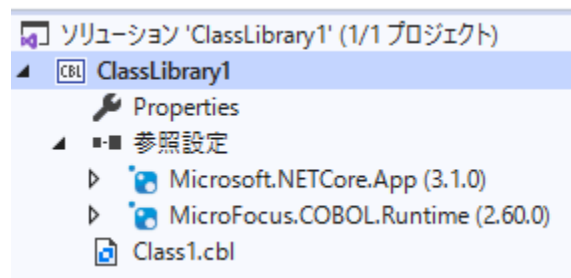 ソリューション 'ClassLibrary1' (1/1 プロジェクト)
CBL ClassLibrary1
Properties
参照設定
Microsoft.NETCore.App (3.1.0)
MicroFocus.COBOL.Runtime (2.60.0)
Class1.cbl